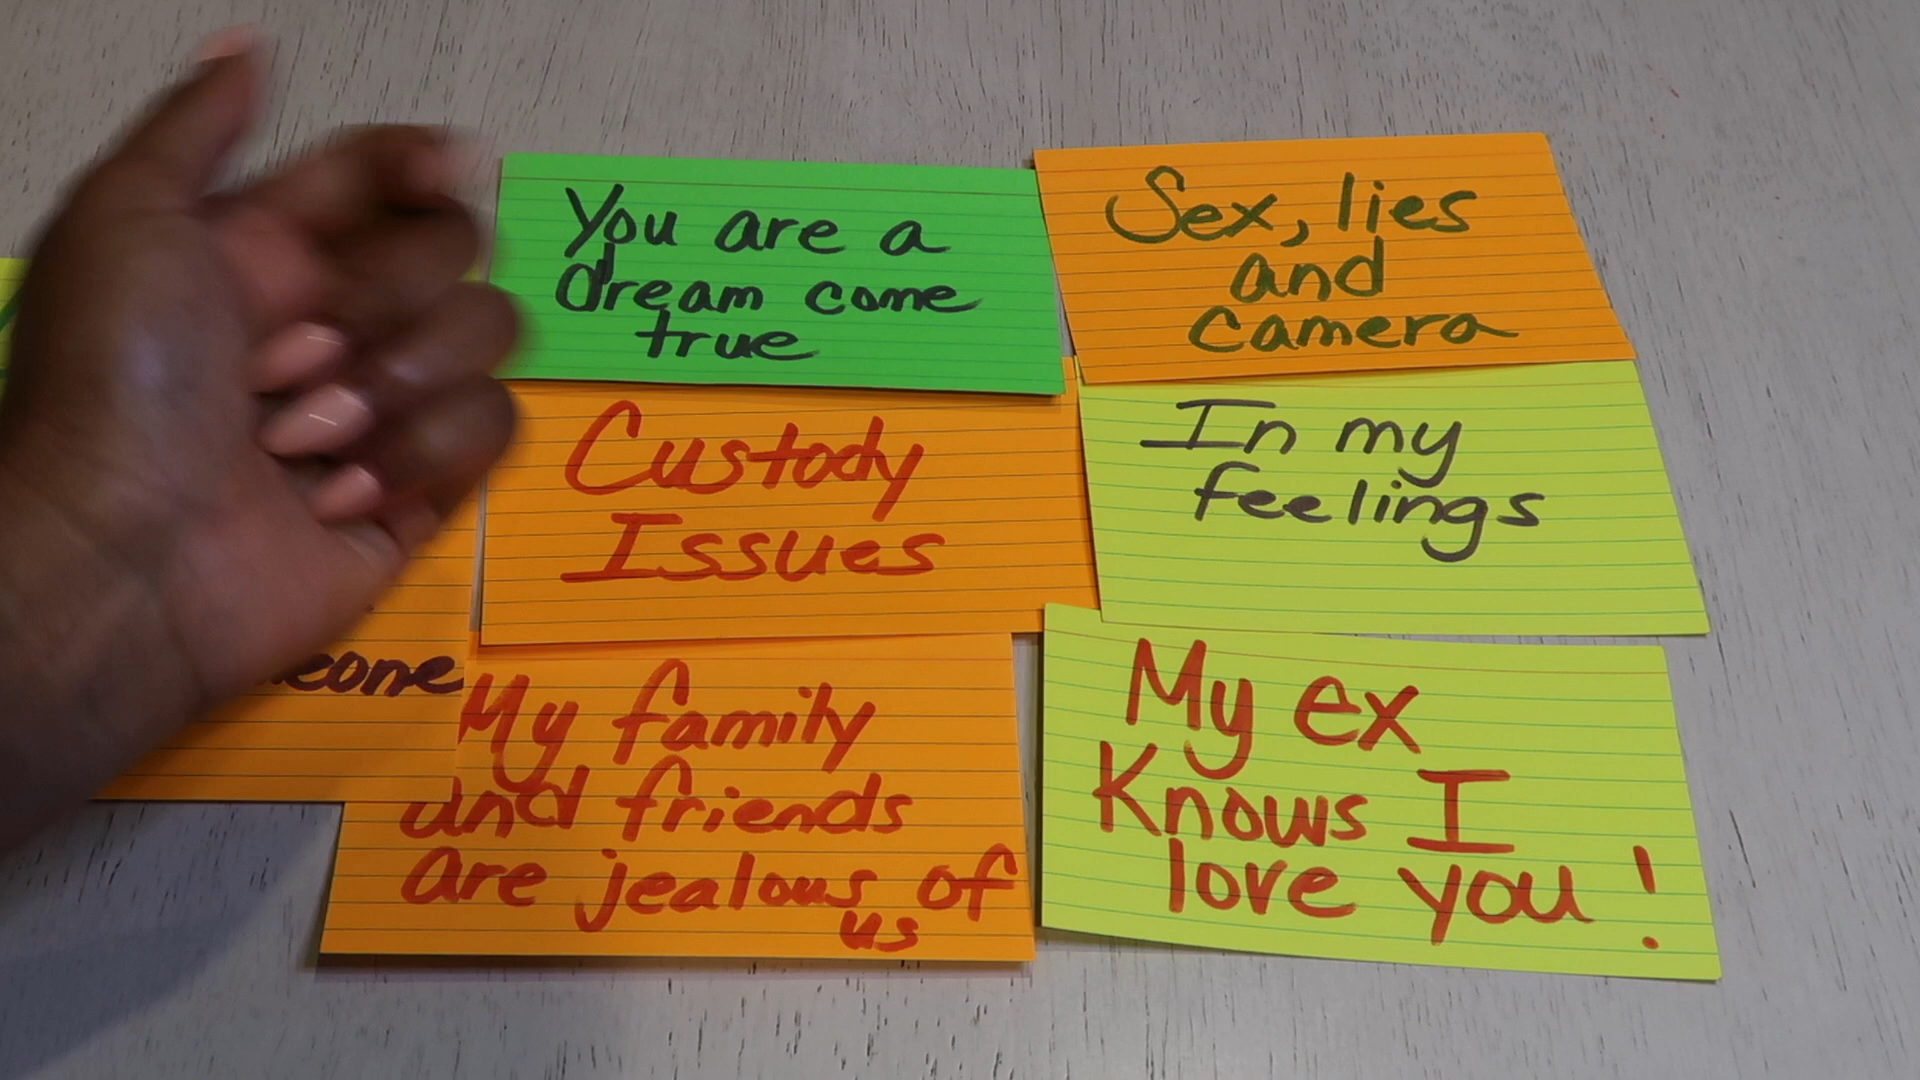 You are a
dream come
true
Sex, lies
and
camera
Custody
Issues
In my
feelings
My family
and friends
are jealous of
us
My ex
Knows I
love you!